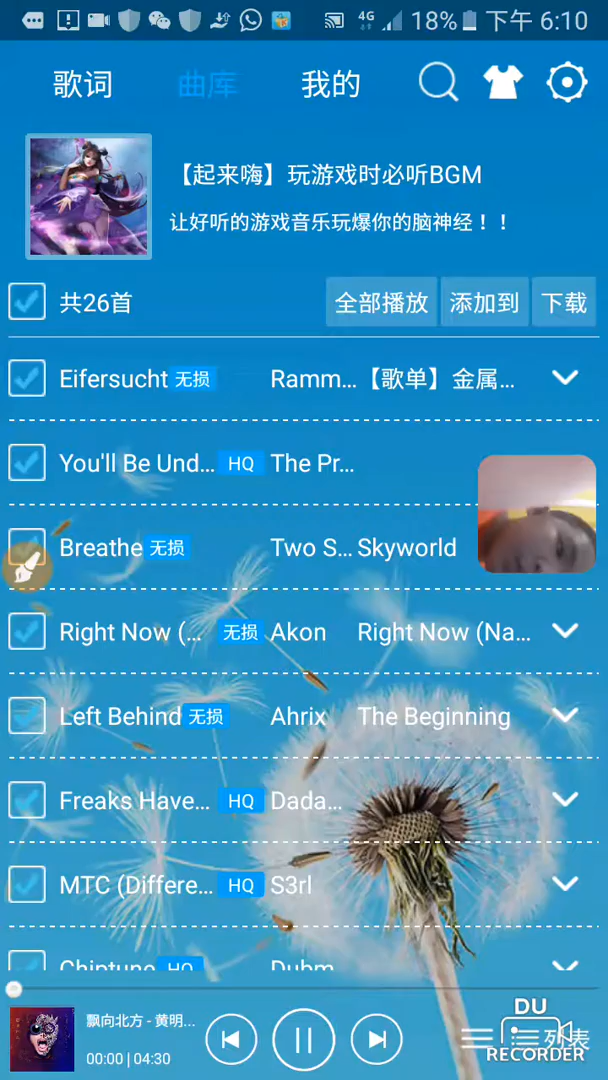 4G 18% 下午 6:10
歌词 曲库 我的
【起来嗨】玩游戏时必听BGM
让好听的游戏音乐玩爆你的脑神经！！
共26首 全部播放 添加到 下载
Eifersucht 无损 Ramm... 【歌单】金属...
You'll Be Und... HQ The Pr...
Breathe 无损 Two S... Skyworld
Right Now (... 无损 Akon Right Now (Na...
Left Behind 无损 Ahrix The Beginning
Freaks Have... HQ Dada...
MTC (Differe... HQ S3rl
Chiptune HQ Dubm
飘向北方 - 黄明...
00:00 | 04:30
列表
DU
RECORDER